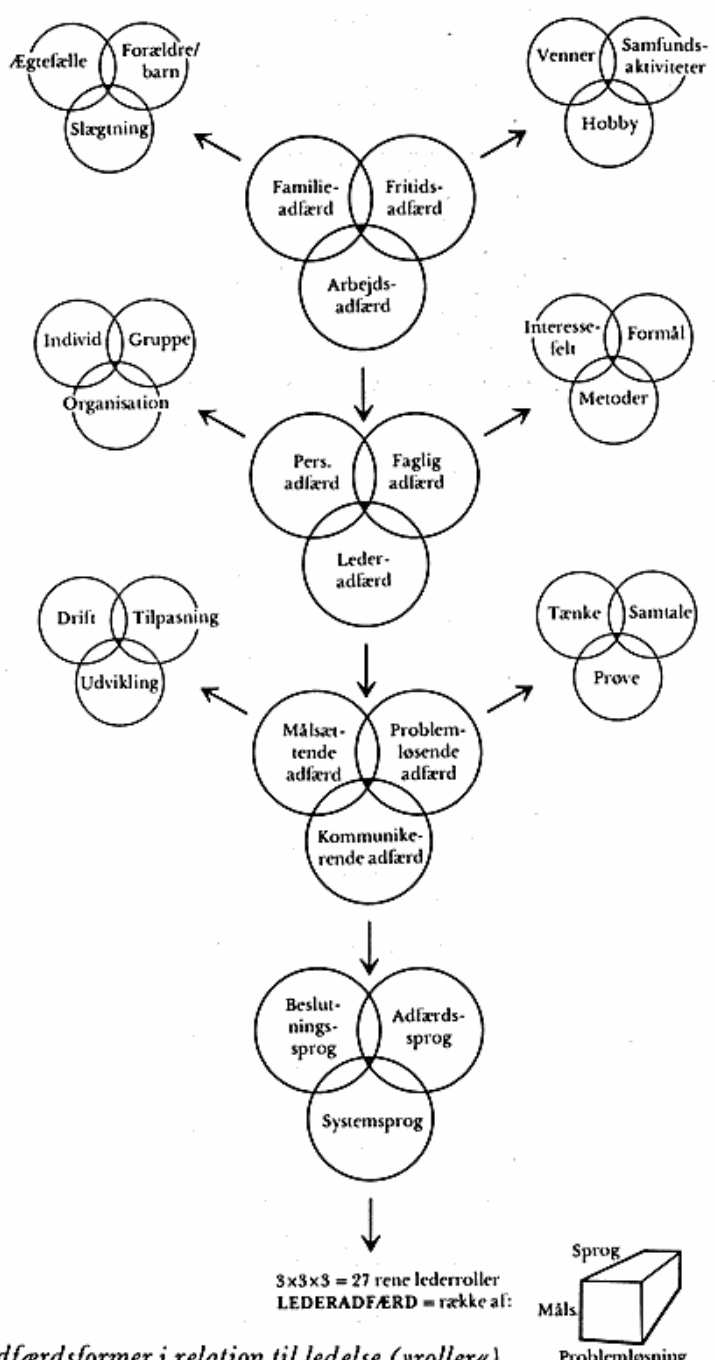 Ægtefælle
Forældre/
barn
Slægtning
Venner
Samfunds-
aktiviteter
Hobby
Familie-
adfærd
Fritids-
adfærd
Arbejds-
adfærd
Individ
Gruppe
Organisation
Interesse-
felt
Formål
Metoder
Pers.
adfærd
Faglig
adfærd
Leder-
adfærd
Drift
Tilpasning
Udvikling
Tænke
Samtale
Prøve
Målsæt-
tende
adfærd
Problem-
løsende
adfærd
Kommunike-
rende adfærd
Beslut-
nings-
sprog
Adfærds-
sprog
Systemsprog
3×3×3 = 27 rene lederroller
LEDERADFÆRD = række af:
Sprog
Måls.
Problemløsning
dfærdsformer i relation til ledelse (»roller«)